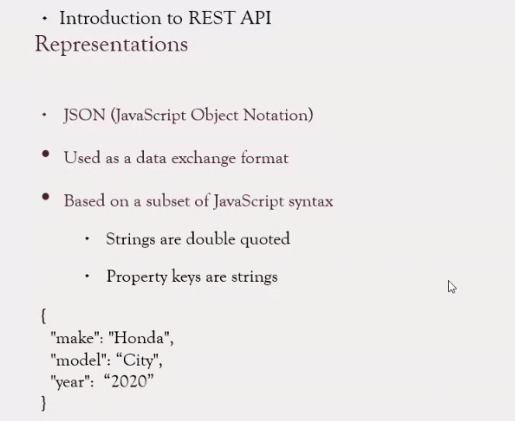 • Introduction to REST API
Representations
• JSON (JavaScript Object Notation)
• Used as a data exchange format
• Based on a subset of JavaScript syntax
• Strings are double quoted
• Property keys are strings
{
"make": "Honda",
"model": “City",
"year": “2020”
}